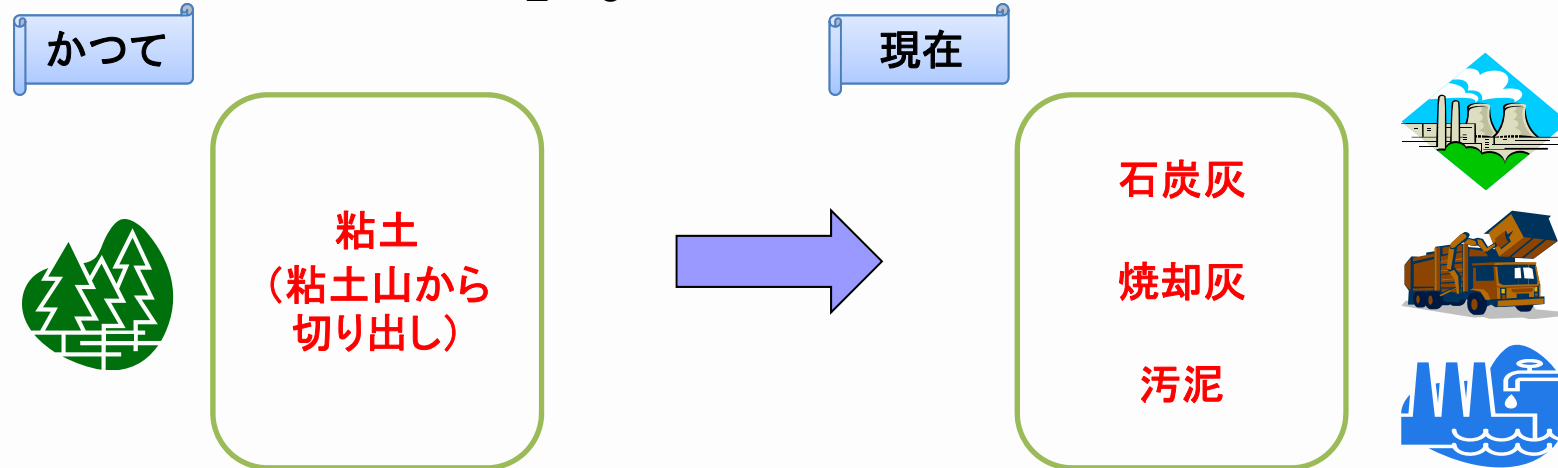 かつて
現在
粘土
（粘土山から
切り出し）
石炭灰
焼却灰
汚泥